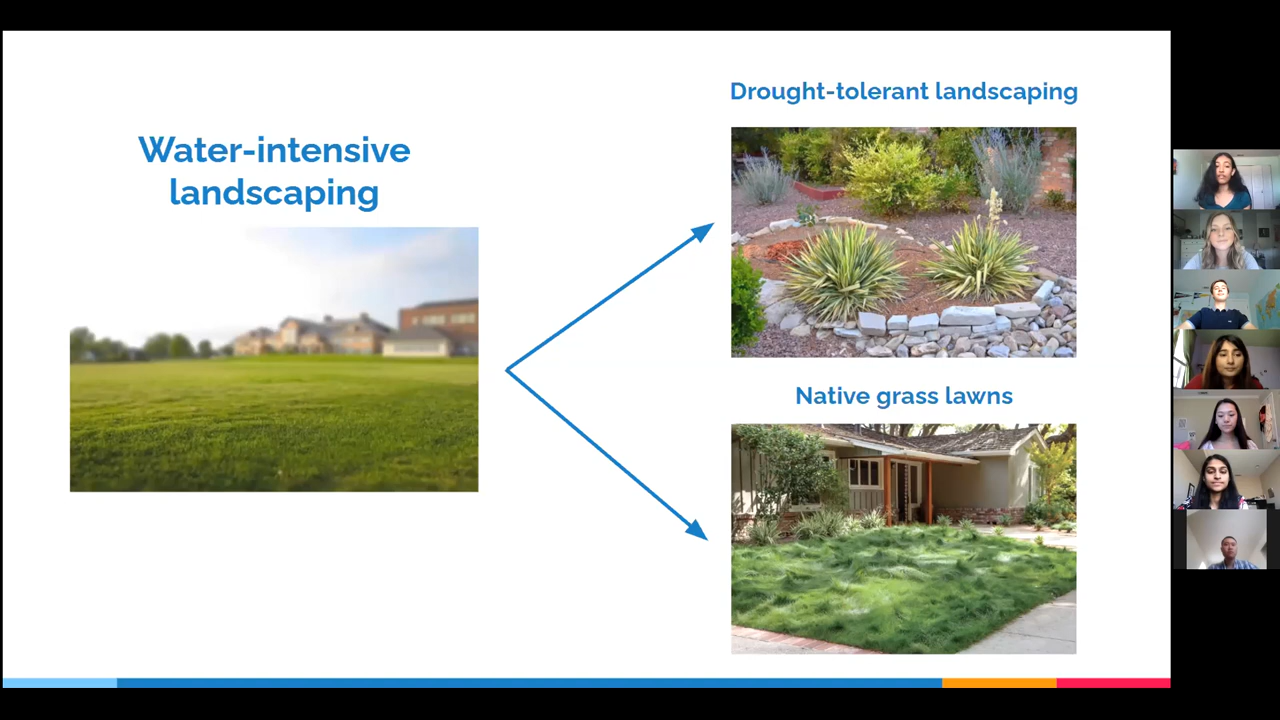 Water-intensive
landscaping
Drought-tolerant landscaping
Native grass lawns